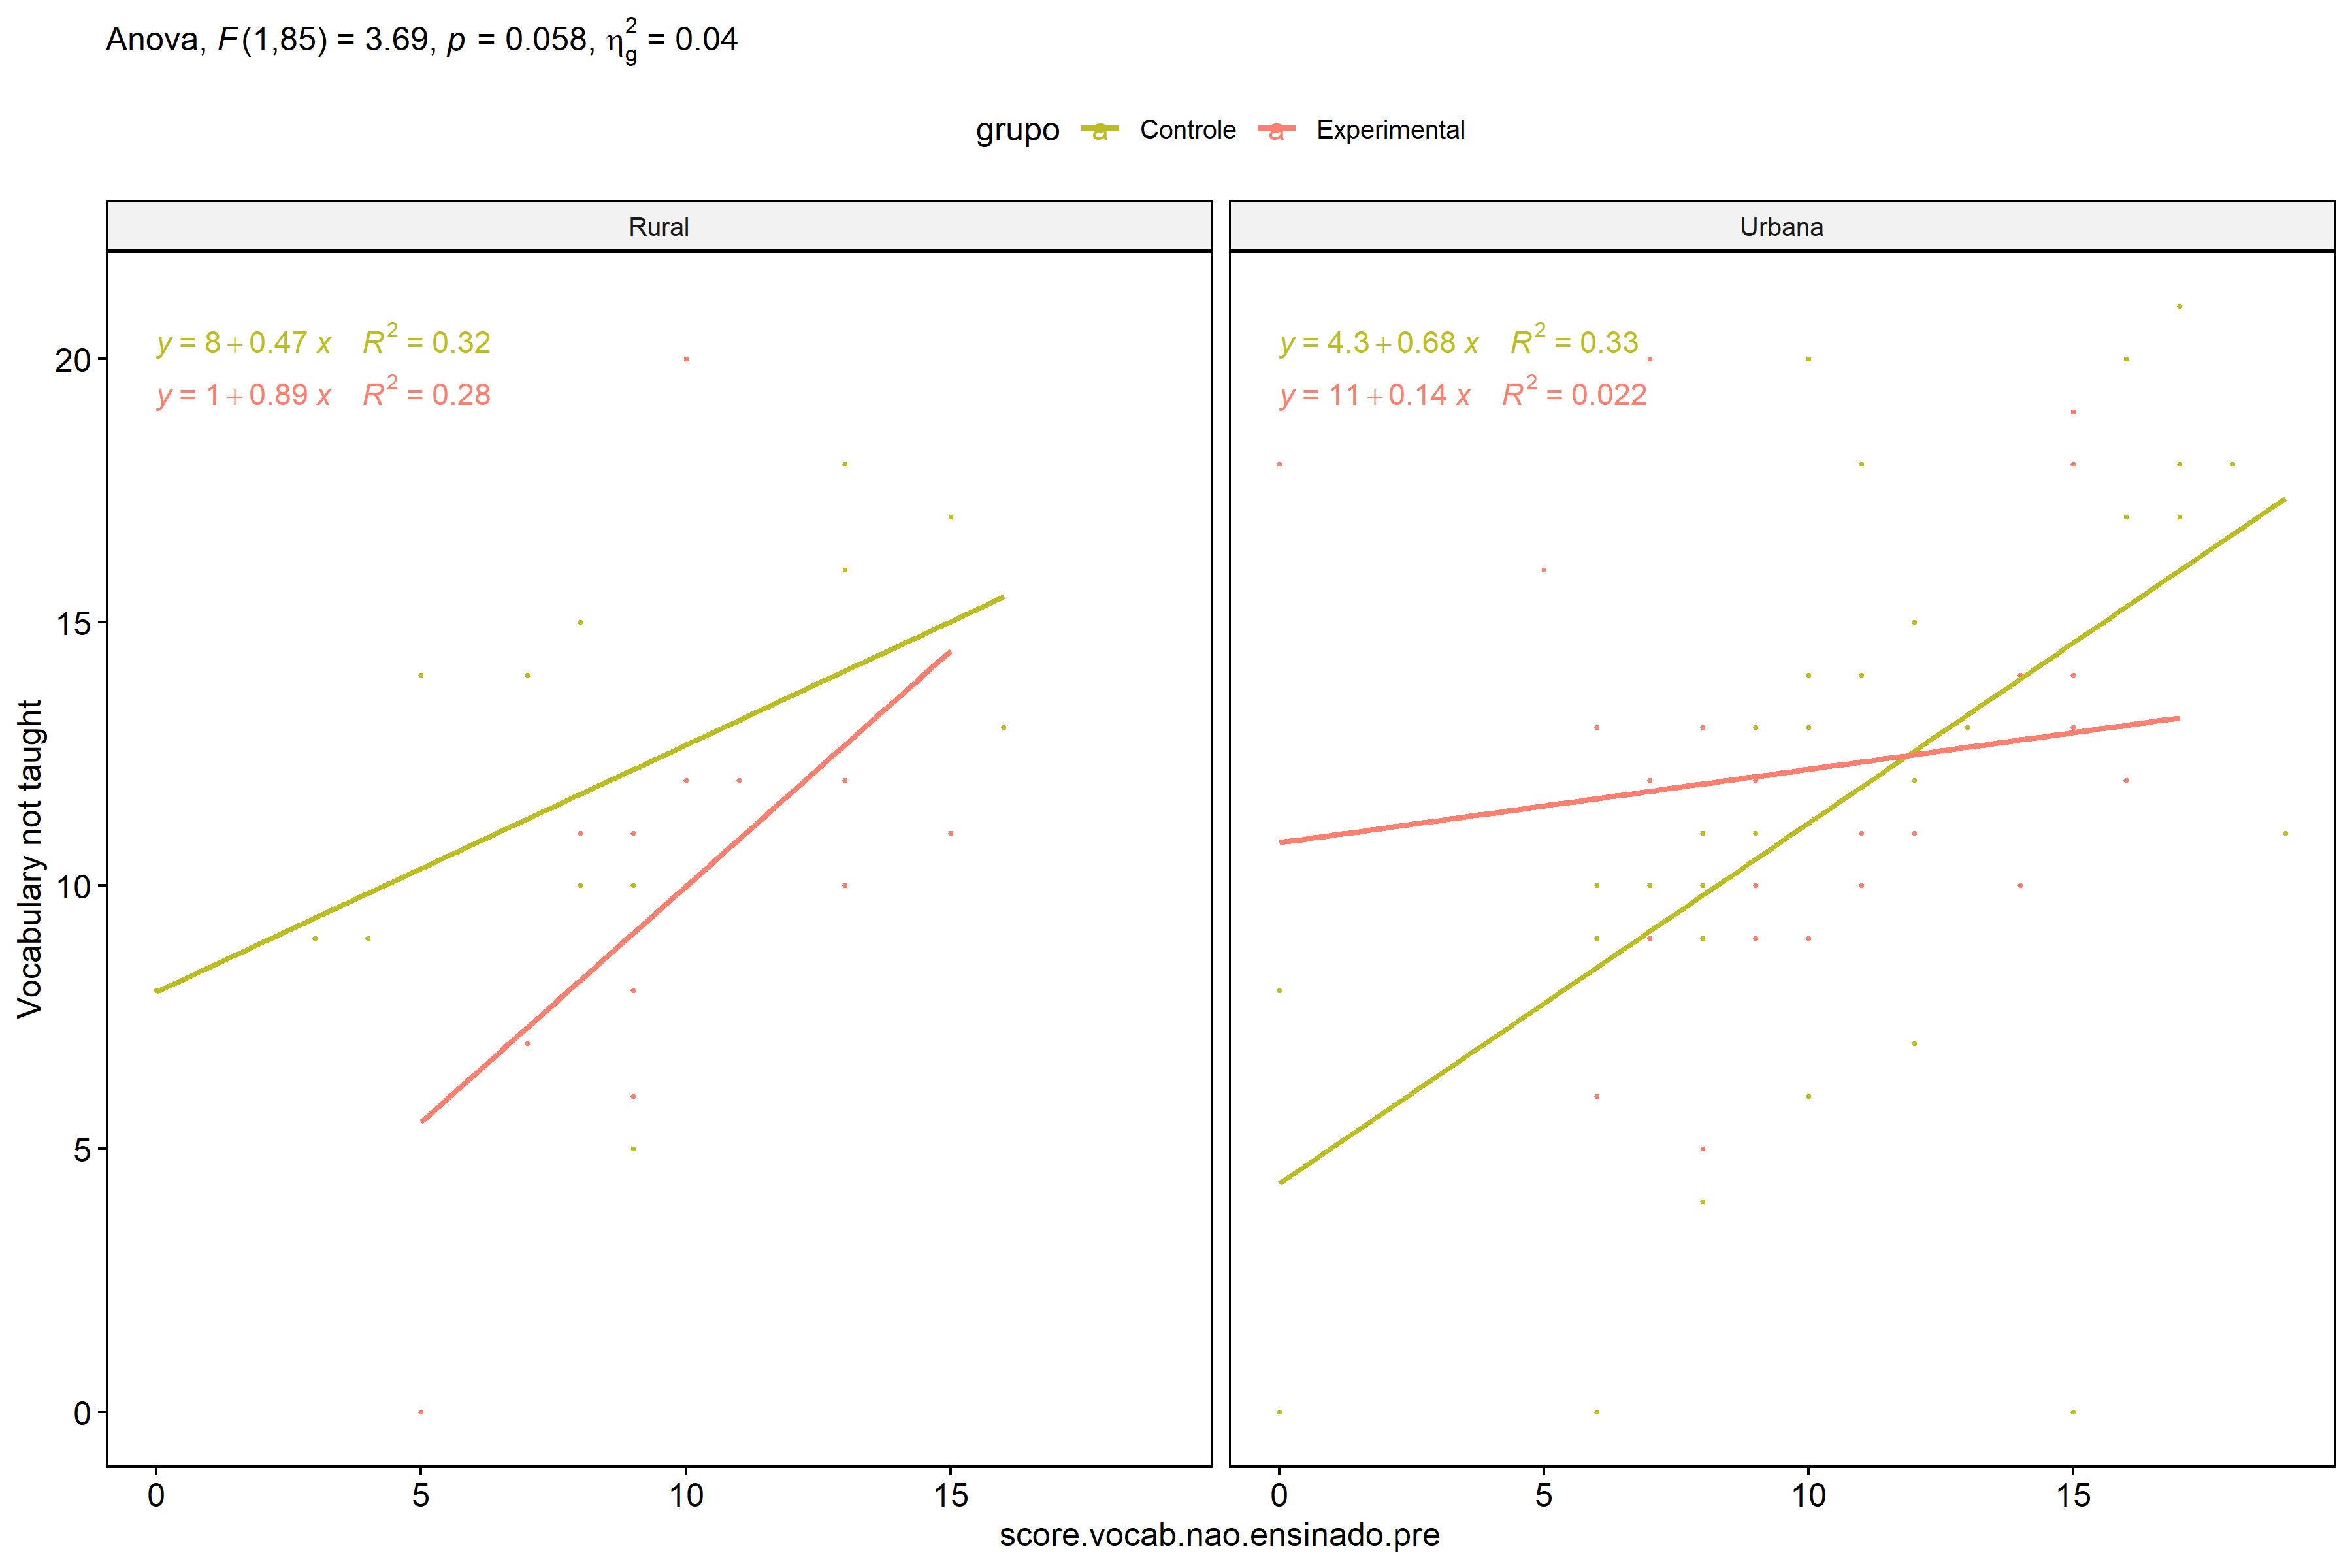 Anova, F(1,85) = 3.69, p = 0.058, η²g = 0.04
grupo a Controle a Experimental
Rural
Urbana
y = 8 + 0.47 x R² = 0.32
y = 1 + 0.89 x R² = 0.28
y = 4.3 + 0.68 x R² = 0.33
y = 11 + 0.14 x R² = 0.022
Vocabulary not taught
20
15
10
5
0
0 5 10 15
0 5 10 15
score.vocab.nao.ensinado.pre